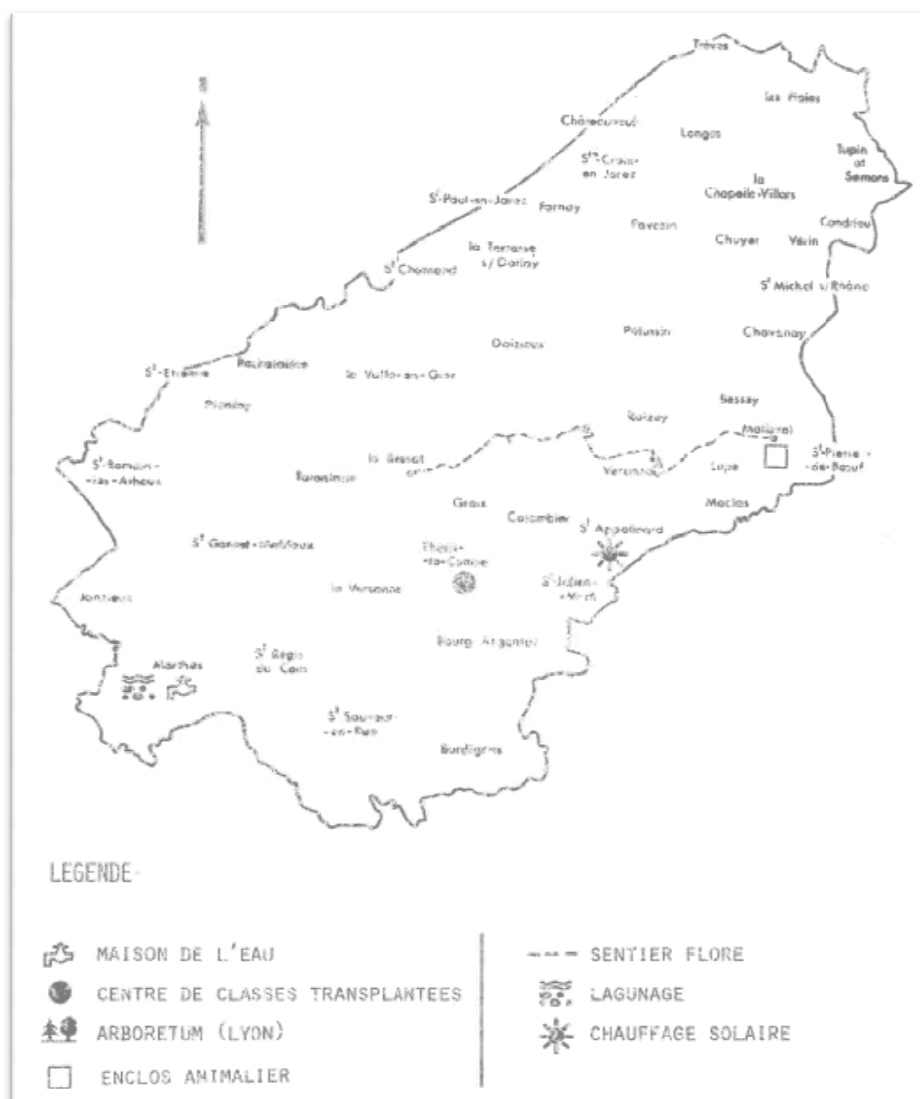 Trèves
les Haies
Châteauneuf
Longes
Tupin
et
Semons
Ste Croix-
en Jarez
la
Chapelle-Villars
St-Paul-en-Jarez
Farnay
Pavezin
Condrieu
Chuyer
Vérin
la Terrasse
s/Dorlay
St Chamond
St Michel s/Rhône
Doizieux
Pélussin
Chavanay
St-Etienne
Rochetaillée
la Valla-en-Gier
Planfoy
Roizey
Bessey
Malleval
St-Pierre-
-de-Bœuf
le Bessat
Véranne
Lupé
St-Romain-
-les-Atheux
Tarentaise
Maclas
Graix
Colombier
St Appolinard
St Genest-Malifaux
Thélis-
-la-Combe
St-Julien-
Jonzieux
la Versanne
Bourg Argental
St Régis
du Coin
Marlhes
St Sauveur-
-en-Rue
Burdignes
LEGENDE
MAISON DE L'EAU
CENTRE DE CLASSES TRANSPLANTEES
ARBORETUM (LYON)
ENCLOS ANIMALIER
SENTIER FLORE
LAGUNAGE
CHAUFFAGE SOLAIRE